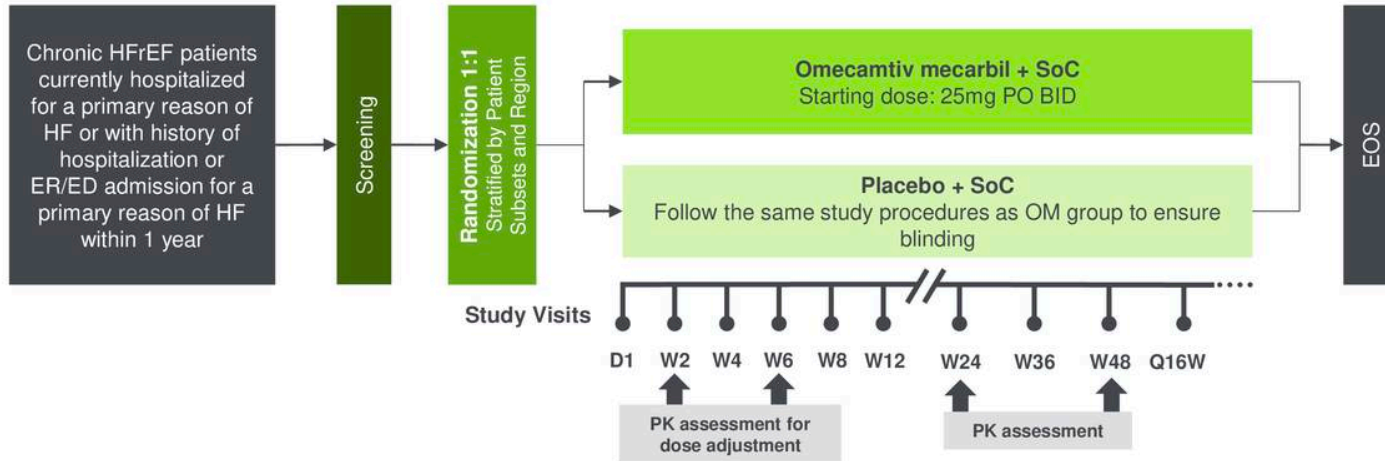 Chronic HFrEF patients
currently hospitalized
for a primary reason of
HF or with history of
hospitalization or
ER/ED admission for a
primary reason of HF
within 1 year
Screening
Randomization 1:1
Stratified by Patient
Subsets and Region
Omecamtiv mecarbil + SoC
Starting dose: 25mg PO BID
Placebo + SoC
Follow the same study procedures as OM group to ensure
blinding
EOS
Study Visits
D1 W2 W4 W6 W8 W12 W24 W36 W48 Q16W
PK assessment for
dose adjustment
PK assessment